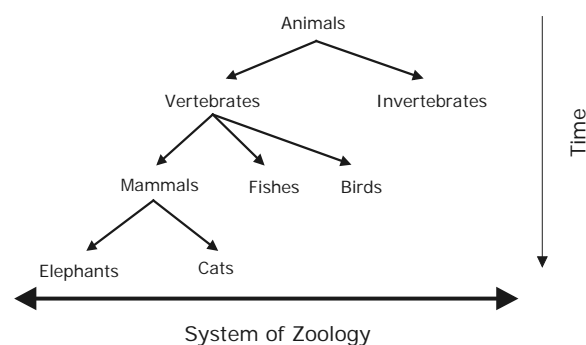 Animals
Vertebrates Invertebrates
Mammals Fishes Birds
Elephants Cats
System of Zoology
Time